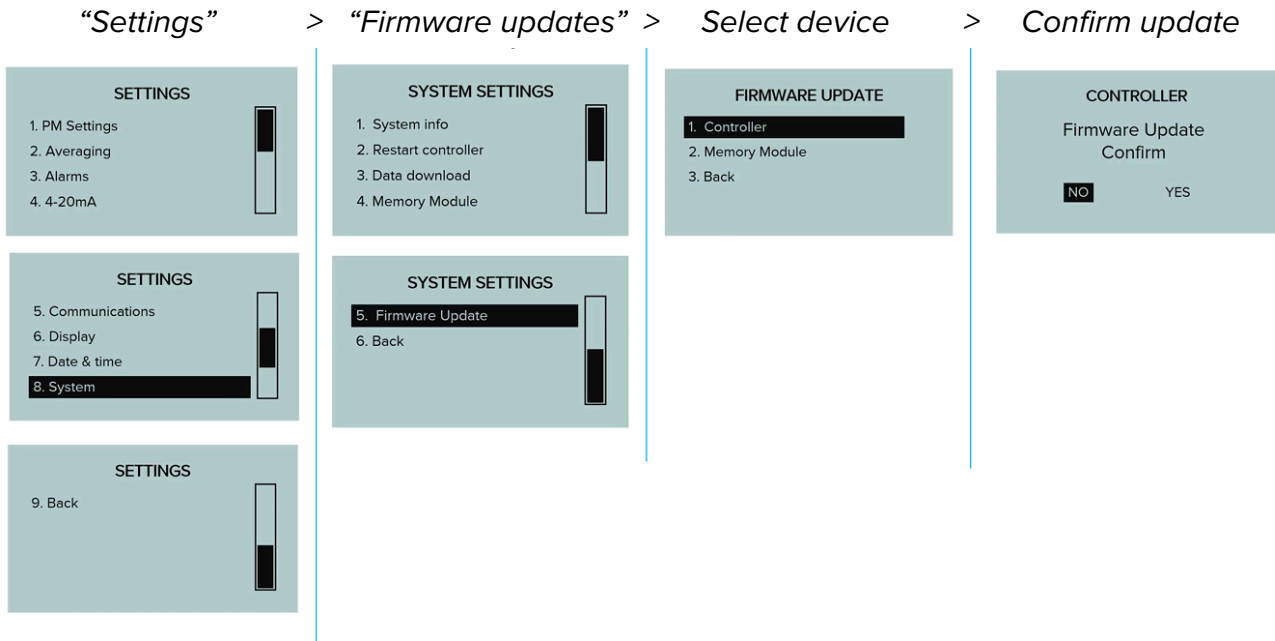 “Settings” > “Firmware updates” > Select device > Confirm update
SETTINGS
1. PM Settings
2. Averaging
3. Alarms
4. 4-20mA
SETTINGS
5. Communications
6. Display
7. Date & time
8. System
SETTINGS
9. Back
SYSTEM SETTINGS
1. System info
2. Restart controller
3. Data download
4. Memory Module
SYSTEM SETTINGS
5. Firmware Update
6. Back
FIRMWARE UPDATE
1. Controller
2. Memory Module
3. Back
CONTROLLER
Firmware Update
Confirm
NO YES